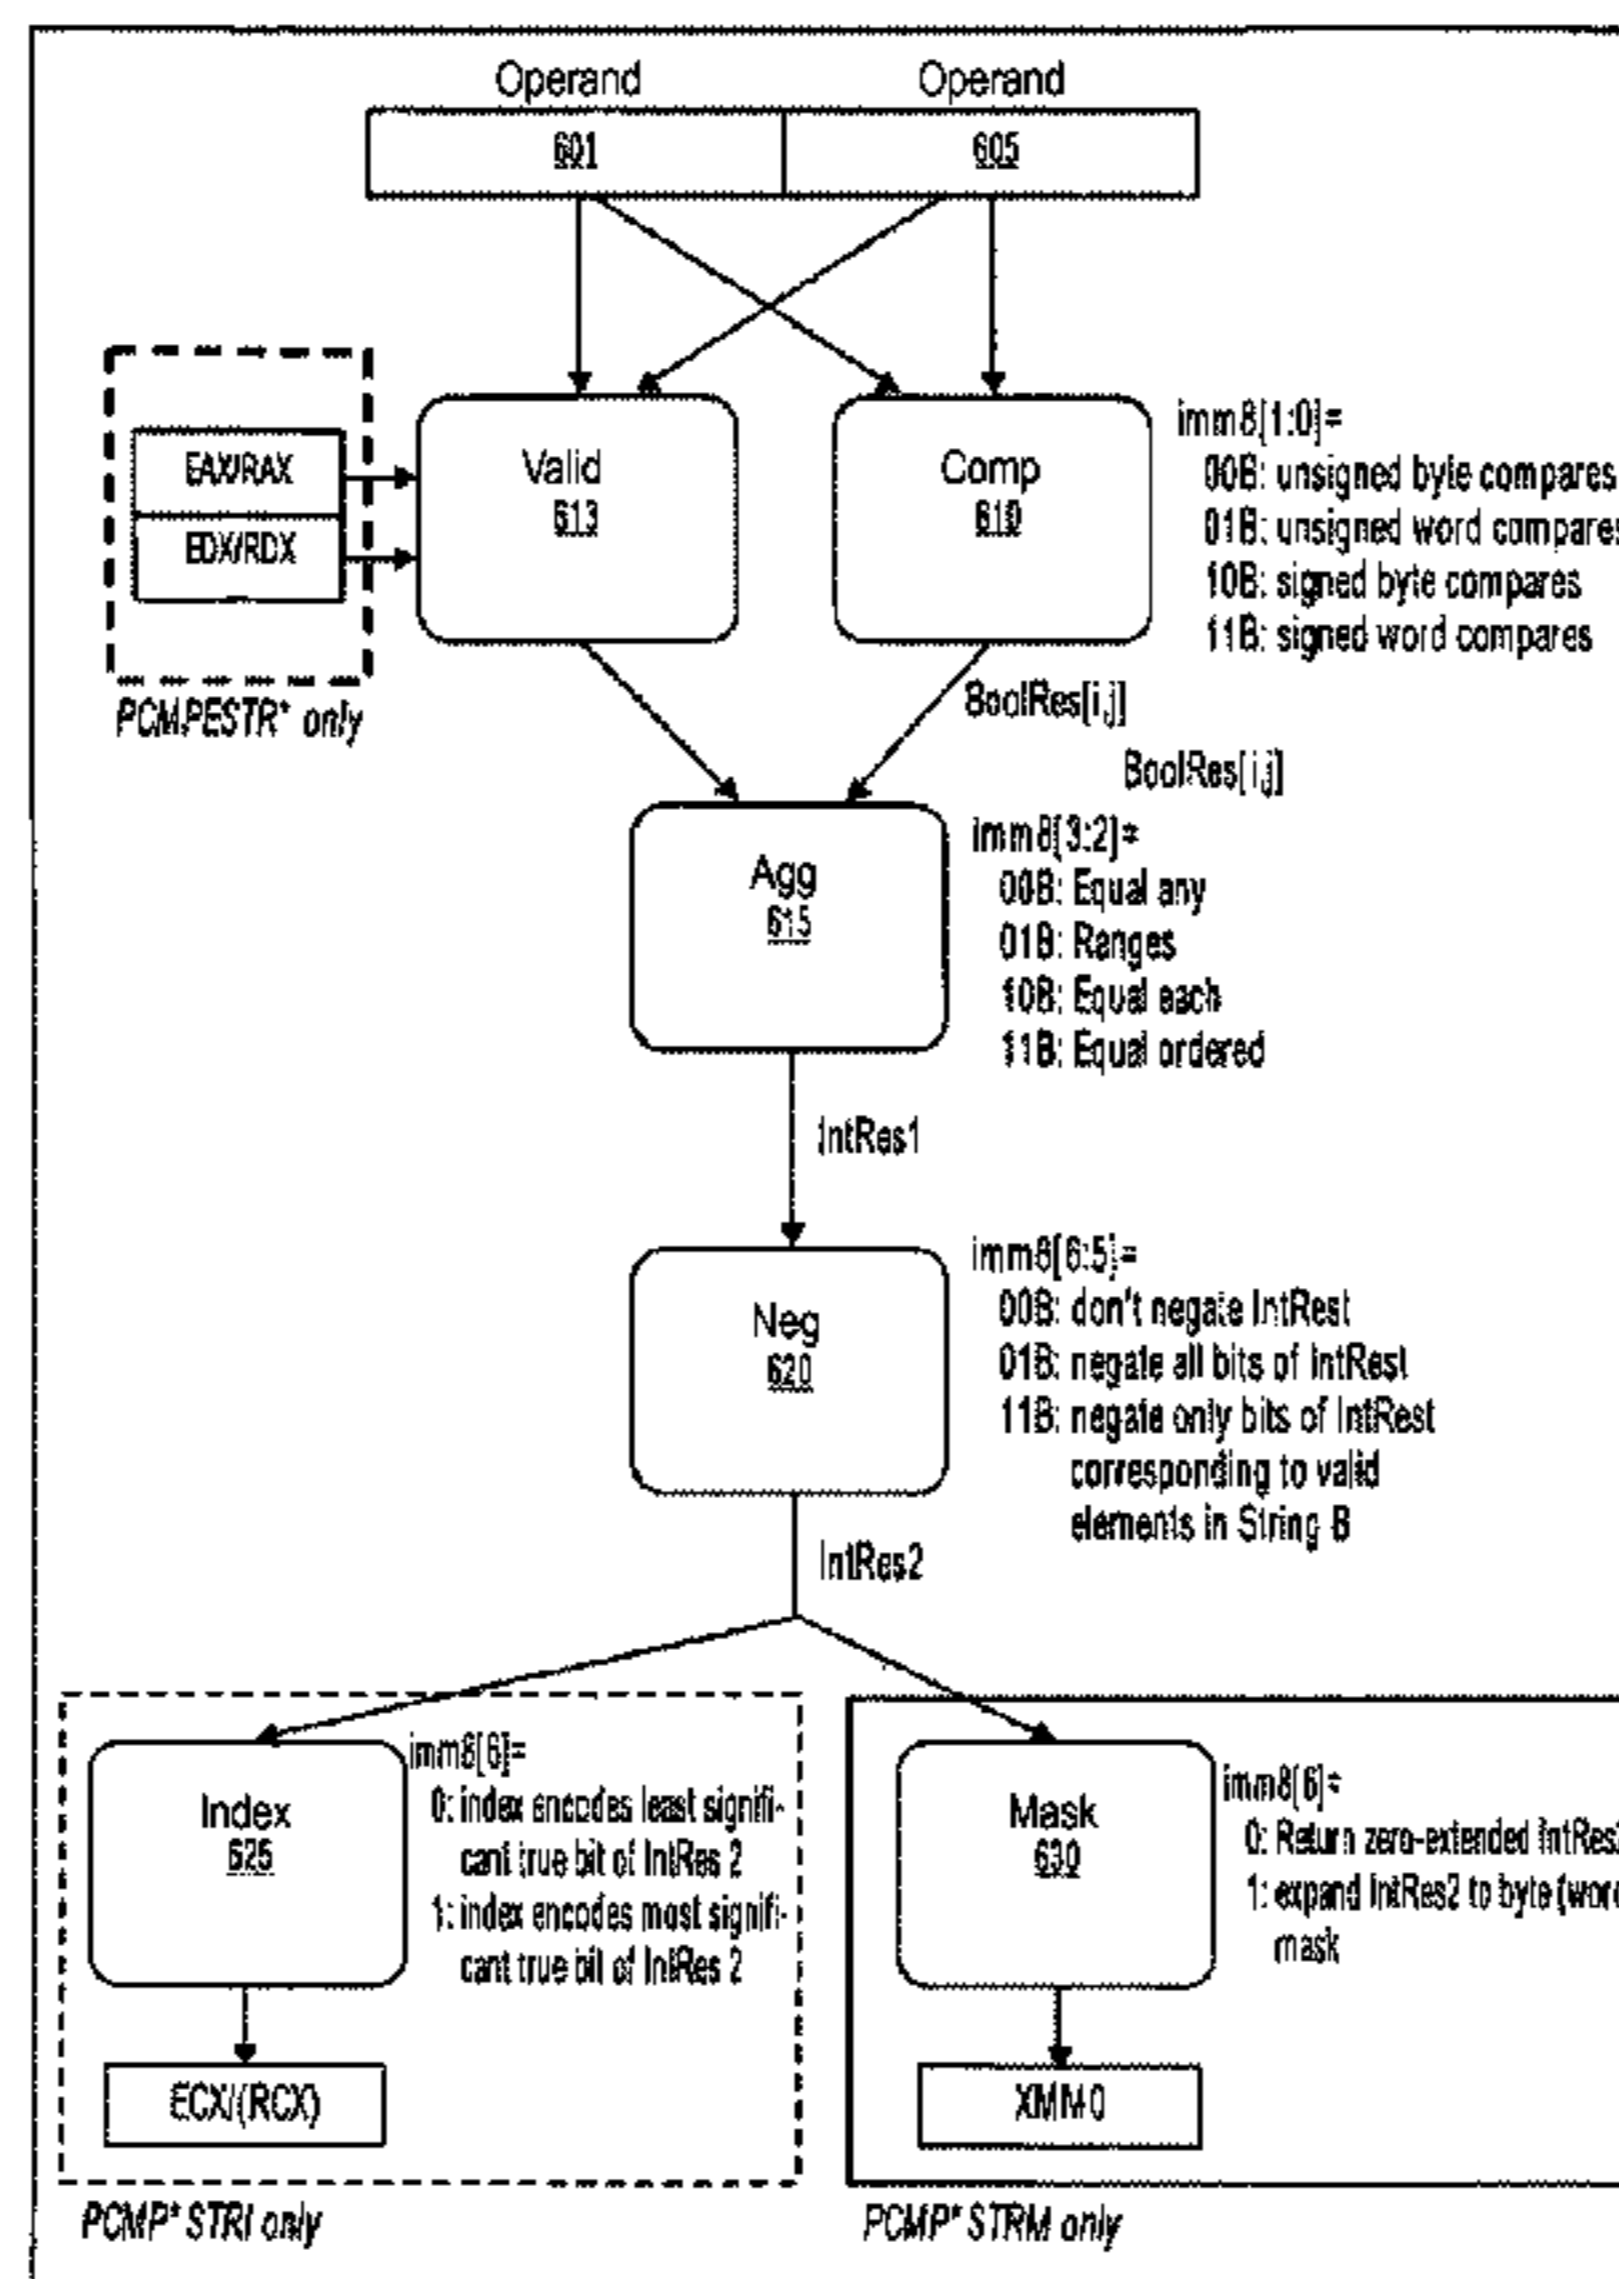 Operand Operand
601 605
EAX/RAX
EDX/RDX
PCMPESTR* only
Valid
613
Comp
610
imm8[1:0]=
00B: unsigned byte compares
01B: unsigned word compares
10B: signed byte compares
11B: signed word compares
BoolRes[i,j]
BoolRes[i,j]
Agg
615
imm8[3:2]=
00B: Equal any
01B: Ranges
10B: Equal each
11B: Equal ordered
IntRes1
Neg
620
imm8[6:5]=
00B: don't negate IntRest
01B: negate all bits of IntRest
11B: negate only bits of IntRest
corresponding to valid
elements in String B
IntRes2
Index
625
imm8[6]=
0: index encodes least signifi-
cant true bit of IntRes 2
1: index encodes most signifi-
cant true bit of IntRes 2
ECX/(RCX)
PCMP* STRI only
Mask
630
imm8[6]=
0: Return zero-extended IntRes2
1: expand IntRes2 to byte (word
mask
XMM0
PCMP* STRM only